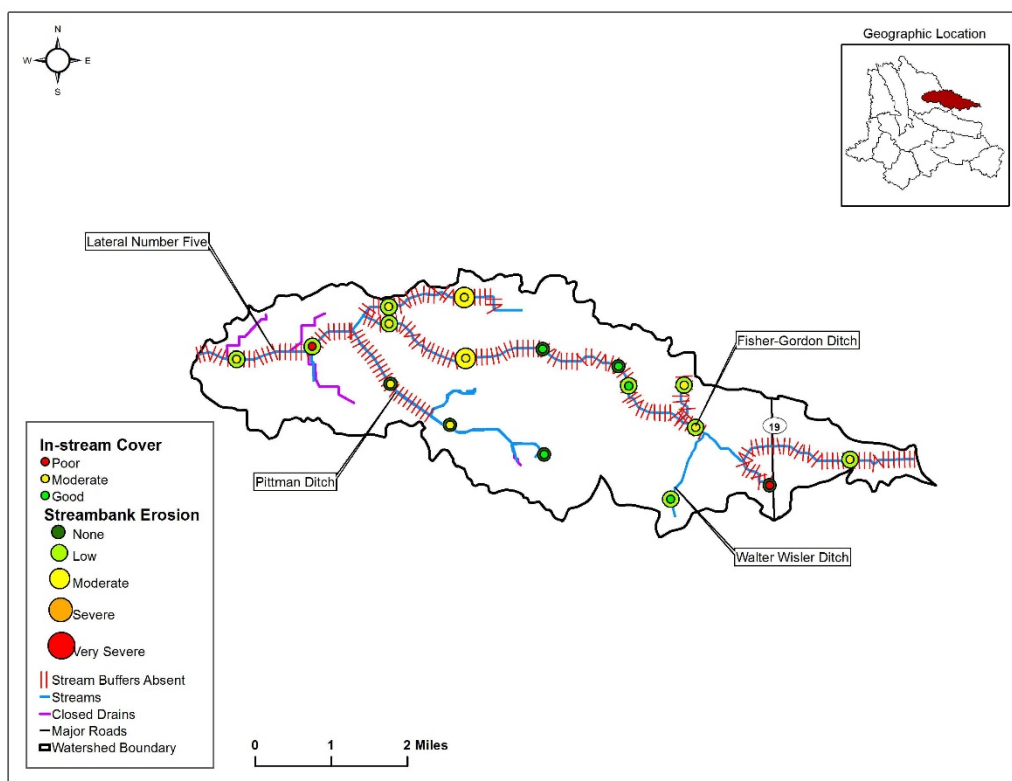 N
W
E
S
Geographic Location
Lateral Number Five
Fisher-Gordon Ditch
19
Pittman Ditch
Walter Wisler Ditch
In-stream Cover
Poor
Moderate
Good
Streambank Erosion
None
Low
Moderate
Severe
Very Severe
Stream Buffers Absent
Streams
Closed Drains
Major Roads
Watershed Boundary
0 1 2 Miles